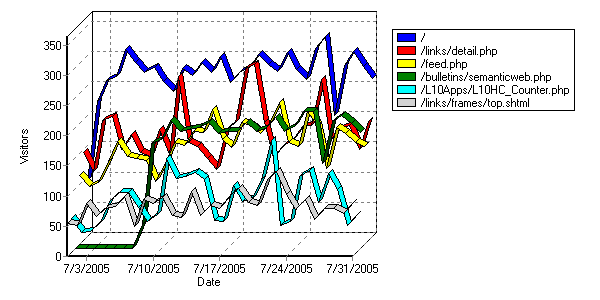 350
300
250
200
150
100
50
0
Visitors
7/3/2005
7/10/2005
7/17/2005
7/24/2005
7/31/2005
Date
/
/links/detail.php
/feed.php
/bulletins/semanticweb.php
/L10Apps/L10HC_Counter.php
/links/frames/top.shtml